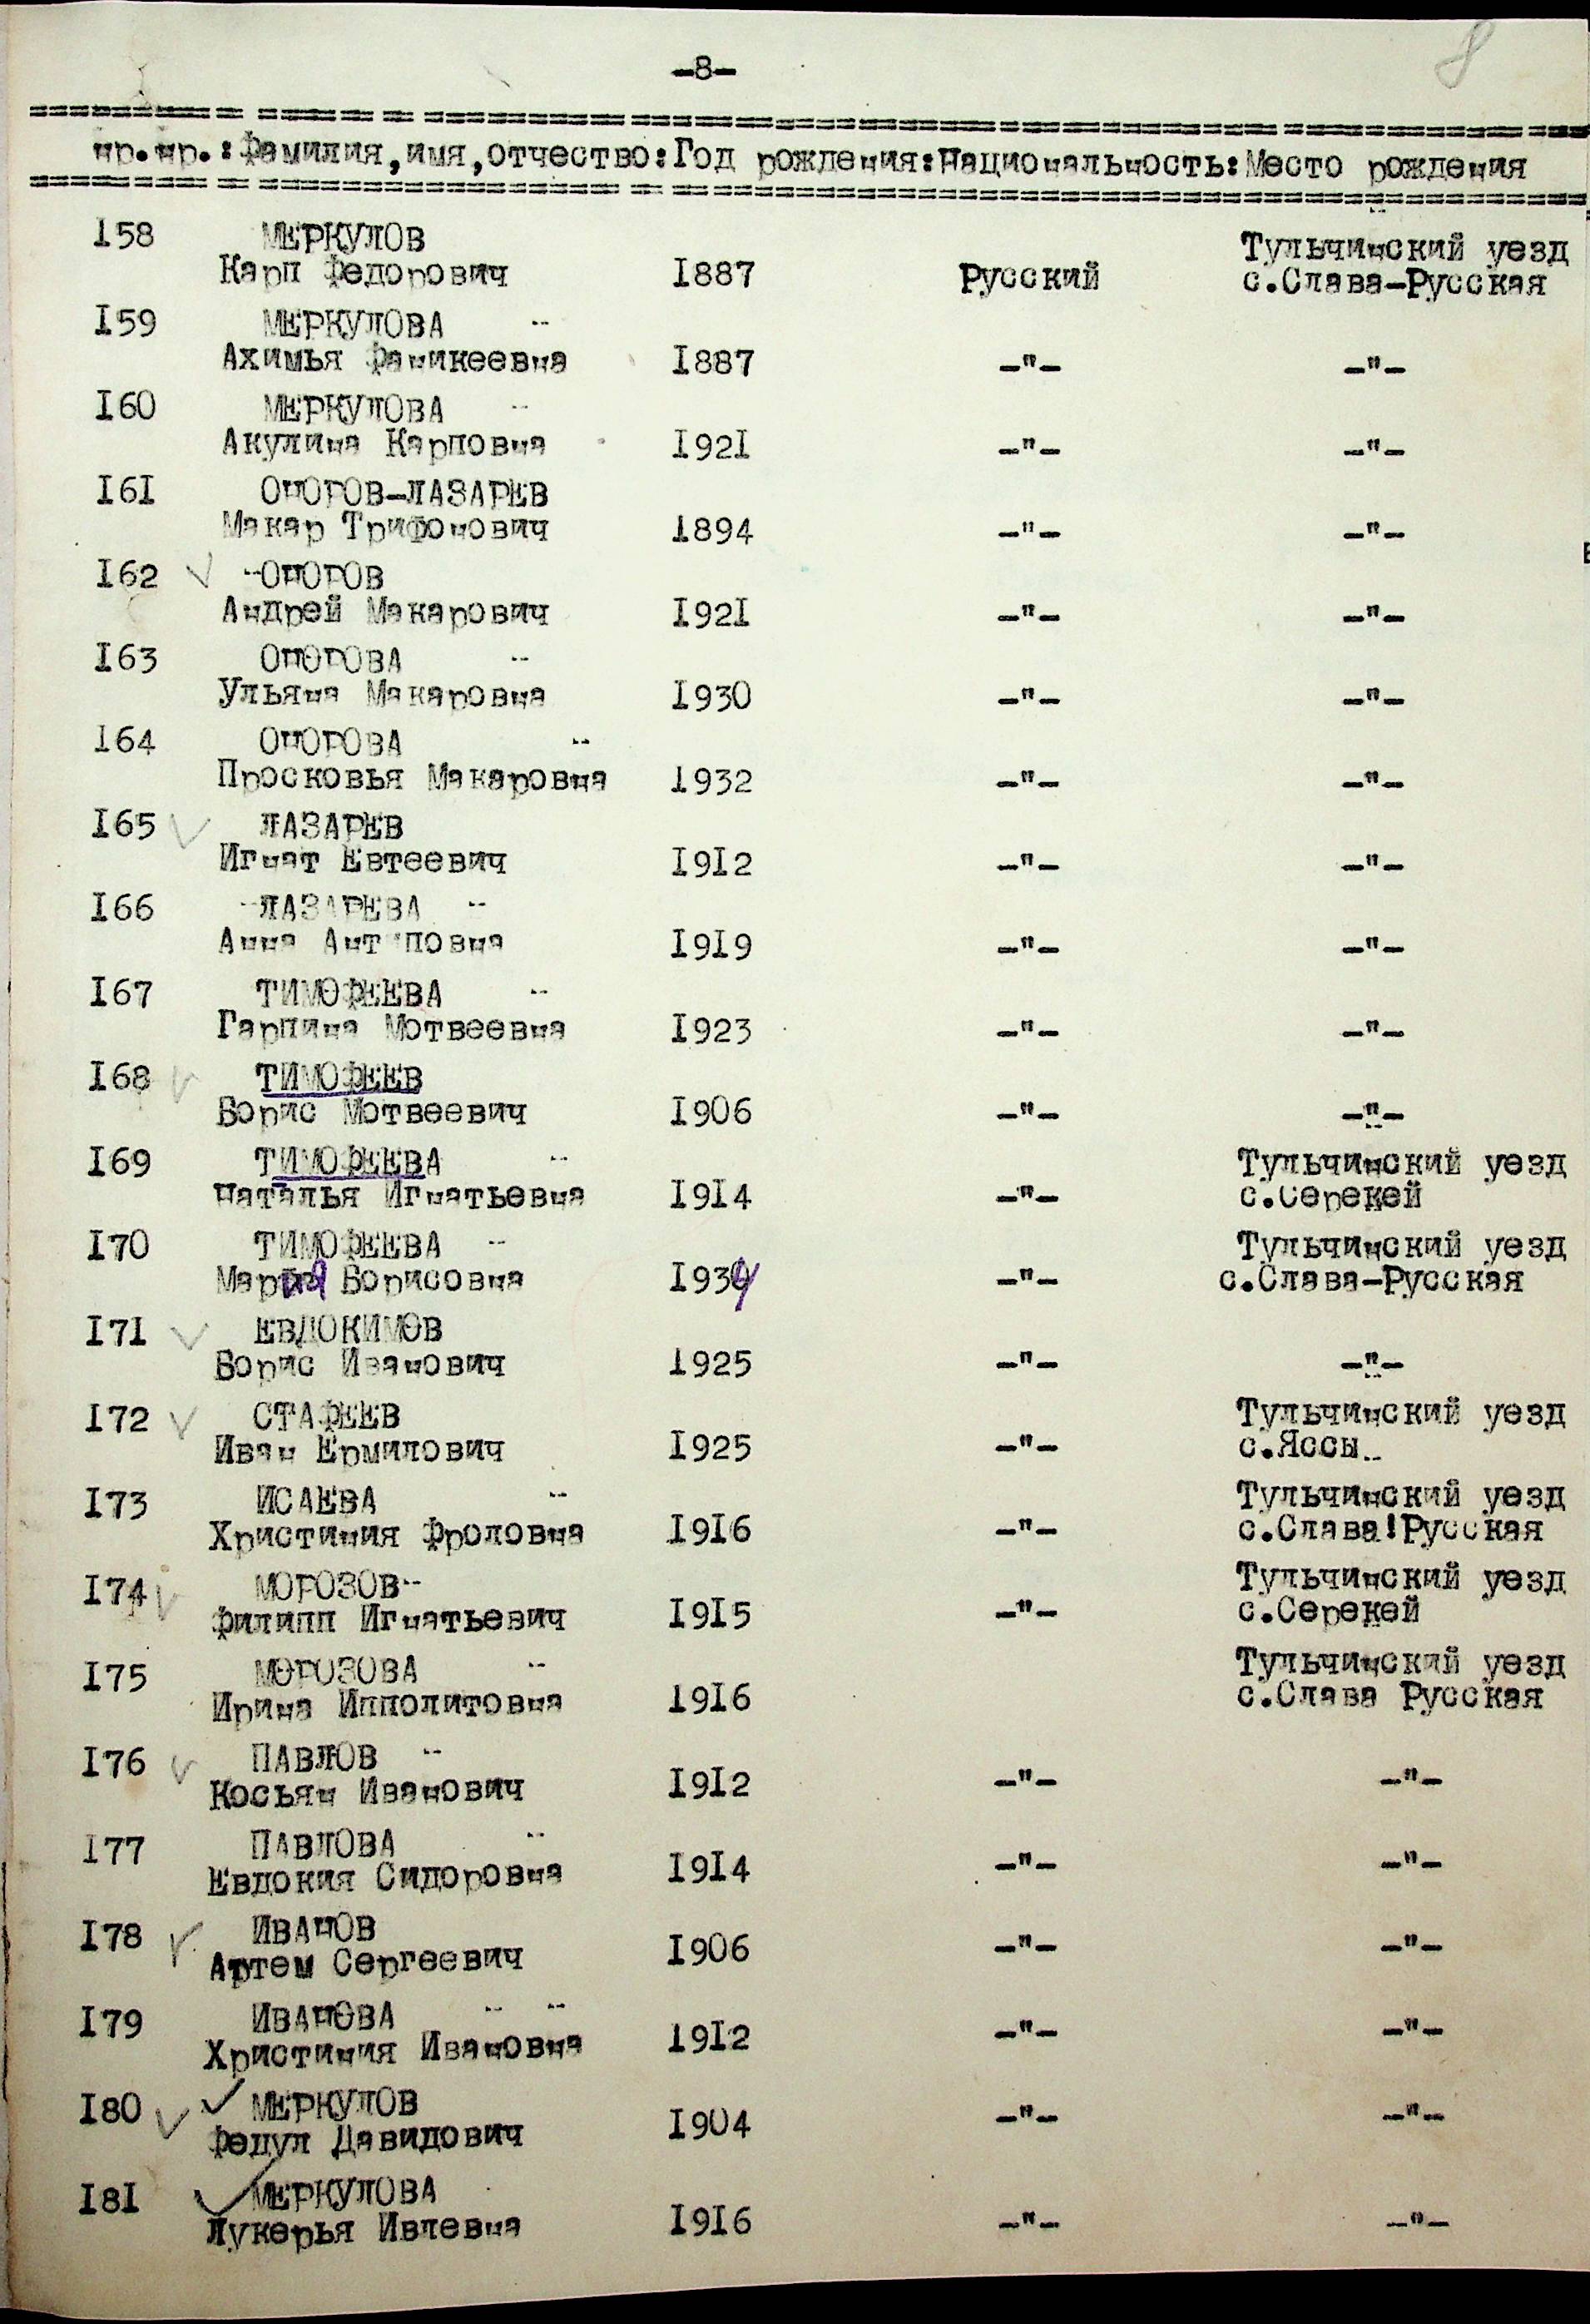 8
-8-
нр.нр.:Фамилия,имя,отчество:Год рождения:Национальность:Место рождения
158 МЕРКУЛОВ Тульчинский уезд
Карп Федорович 1887 Русский с.Слава-Русская
159 МЕРКУЛОВА
Ахимья Фаникеевна 1887 -"- -"-
160 МЕРКУЛОВА
Акулина Карповна 1921 -"- -"-
161 ОНОГОВ-ЛАЗАРЕВ
Макар Трифонович 1894 -"- -"-
162 ОНОГОВ
Андрей Макарович 1921 -"- -"-
163 ОНОГОВА
Ульяна Макаровна 1930 -"- -"-
164 ОНОГОВА
Просковья Макаровна 1932 -"- -"-
165 ЛАЗАРЕВ
Игнат Евтеевич 1912 -"- -"-
166 ЛАЗАРЕВА
Анна Антиповна 1919 -"- -"-
167 ТИМОФЕЕВА
Гарпина Мотвеевна 1923 -"- -"-
168 ТИМОФЕЕВ
Борис Мотвеевич 1906 -"- -"-
169 ТИМОФЕЕВА Тульчинский уезд
Наталья Игнатьевна 1914 -"- с.Серекей
170 ТИМОФЕЕВА Тульчинский уезд
Мария Борисовна 1934 -"- с.Слава-Русская
171 ЕВДОКИМОВ
Борис Иванович 1925 -"- -"-
172 СТАФЕЕВ Тульчинский уезд
Иван Ермилович 1925 -"- с.Яссы
173 ИСАЕВА Тульчинский уезд
Христиния Фроловна 1916 -"- с.Слава!Русская
174 МОРОЗОВ Тульчинский уезд
Филипп Игнатьевич 1915 -"- с.Серекей
175 МОРОЗОВА Тульчинский уезд
Ирина Ипполитовна 1916 с.Слава Русская
176 ПАВЛОВ
Косьян Иванович 1912 -"- -"-
177 ПАВЛОВА
Евдокия Сидоровна 1914 -"- -"-
178 ИВАНОВ
Артем Сергеевич 1906 -"- -"-
179 ИВАНОВА
Христиния Ивановна 1912 -"- -"-
180 МЕРКУЛОВ
Федул Давидович 1904 -"- -"-
181 МЕРКУЛОВА
Лукерья Ивлевна 1916 -"- -"-